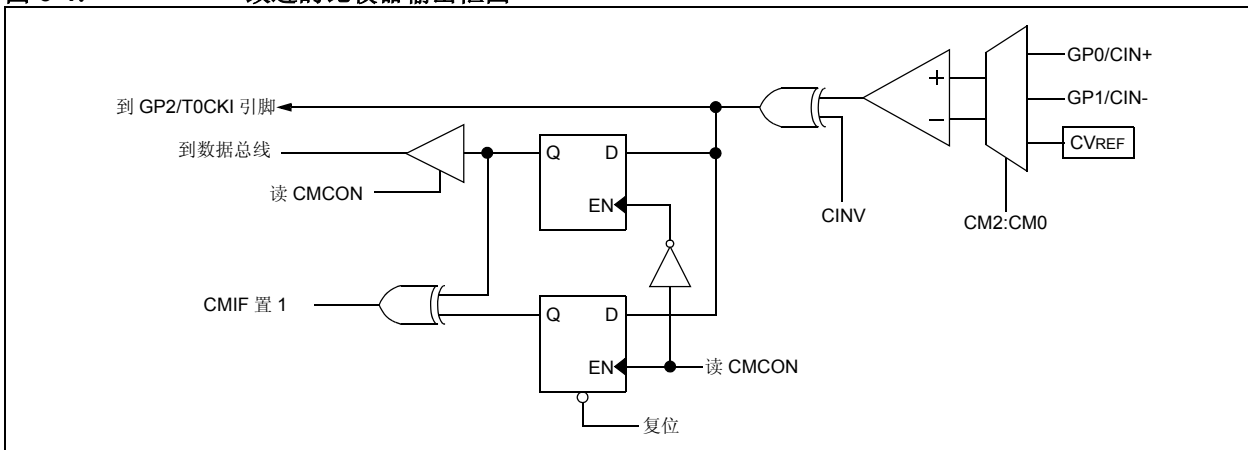 GP0/CIN+
到 GP2/T0CKI 引脚
GP1/CIN-
到数据总线
Q D
CVREF
读 CMCON
EN
CINV
CM2:CM0
CMIF 置 1
Q D
EN
读 CMCON
复位